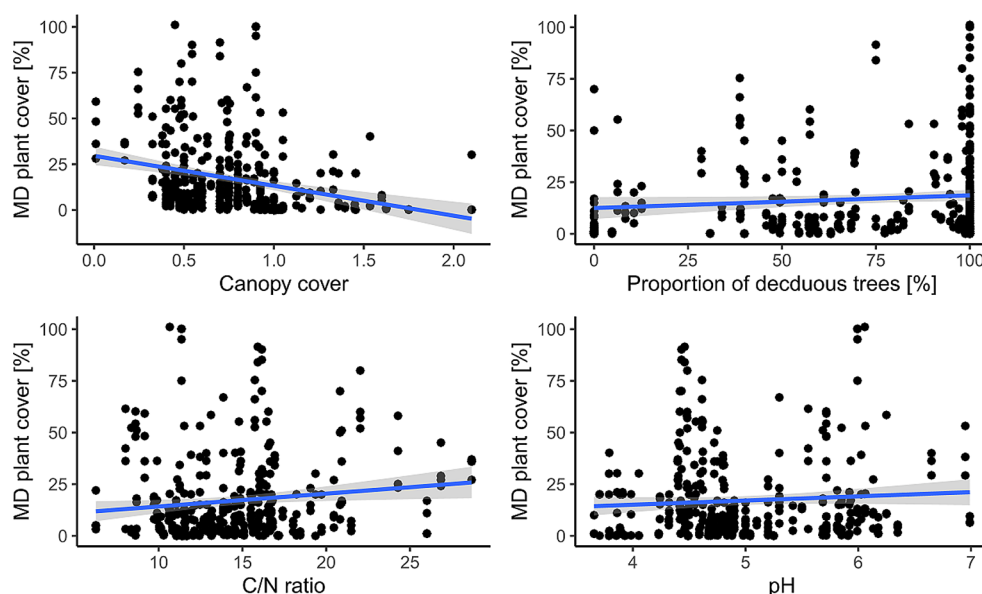 MD plant cover [%]
100
75
50
25
0
0.0 0.5 1.0 1.5 2.0
Canopy cover
MD plant cover [%]
100
75
50
25
0
0 25 50 75 100
Proportion of decduous trees [%]
MD plant cover [%]
100
75
50
25
0
10 15 20 25
C/N ratio
MD plant cover [%]
100
75
50
25
0
4 5 6 7
pH